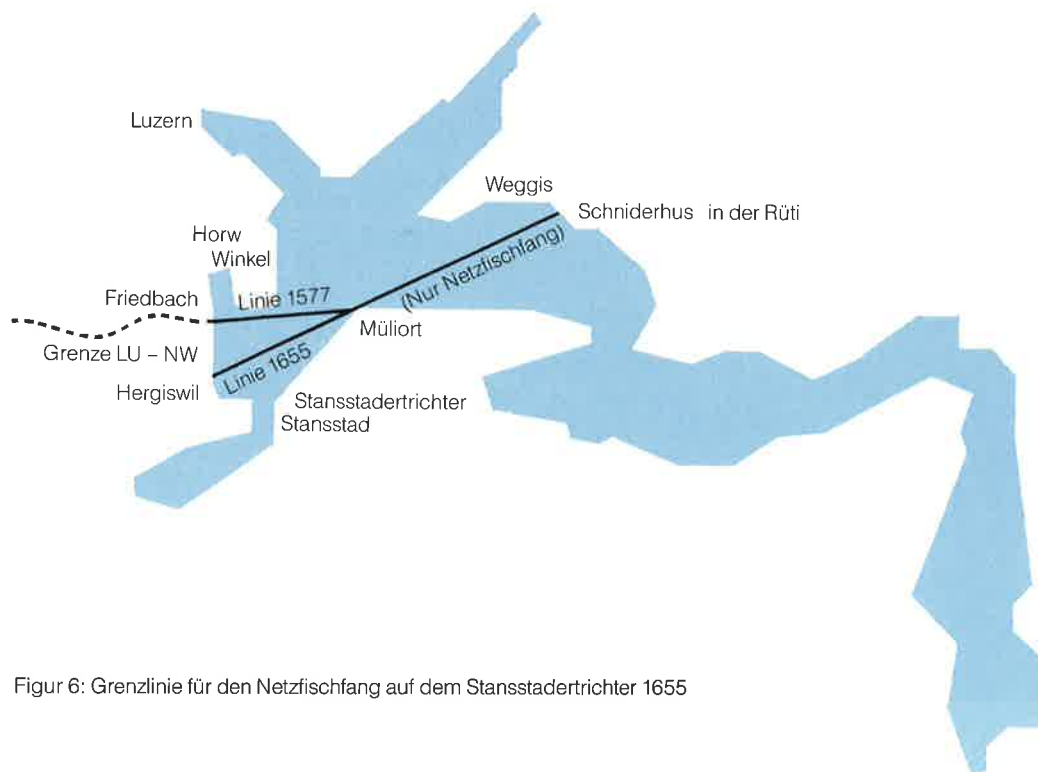 Luzern
Weggis
Schniderhus in der Rüti
Horw
Winkel
(Nur Netzfischfang)
Friedbach
Linie 1577
Müliort
Grenze LU – NW
Linie 1655
Hergiswil
Stansstadertrichter
Stansstad
Figur 6: Grenzlinie für den Netzfischfang auf dem Stansstadertrichter 1655